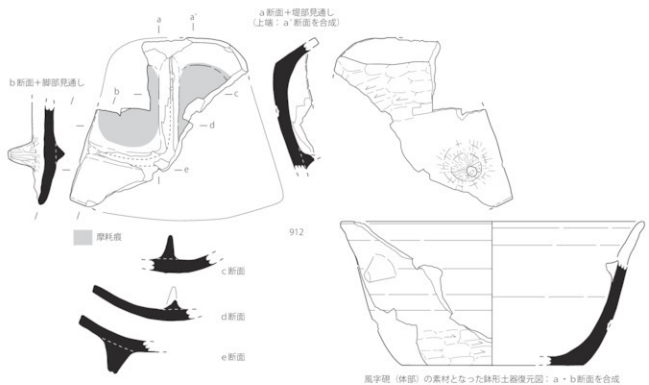 a
a'
a断面+堤部見通し
(上端:a'断面を合成)
b断面+脚部見通し
b
c
d
e
摩耗痕
912
c断面
d断面
e断面
風字硯(体部)の素材となった鉢形土器復元図:a・b断面を合成